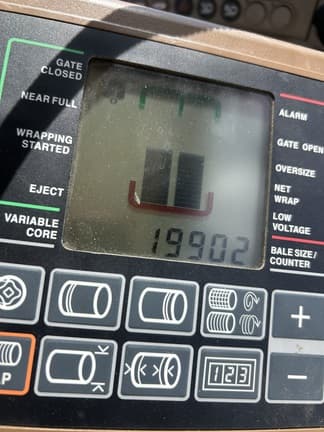 GATE
CLOSED
NEAR FULL
WRAPPING
STARTED
EJECT
VARIABLE
CORE
ALARM
GATE OPEN
OVERSIZE
NET
WRAP
LOW
VOLTAGE
BALE SIZE/
COUNTER
19902
123
+
P
−